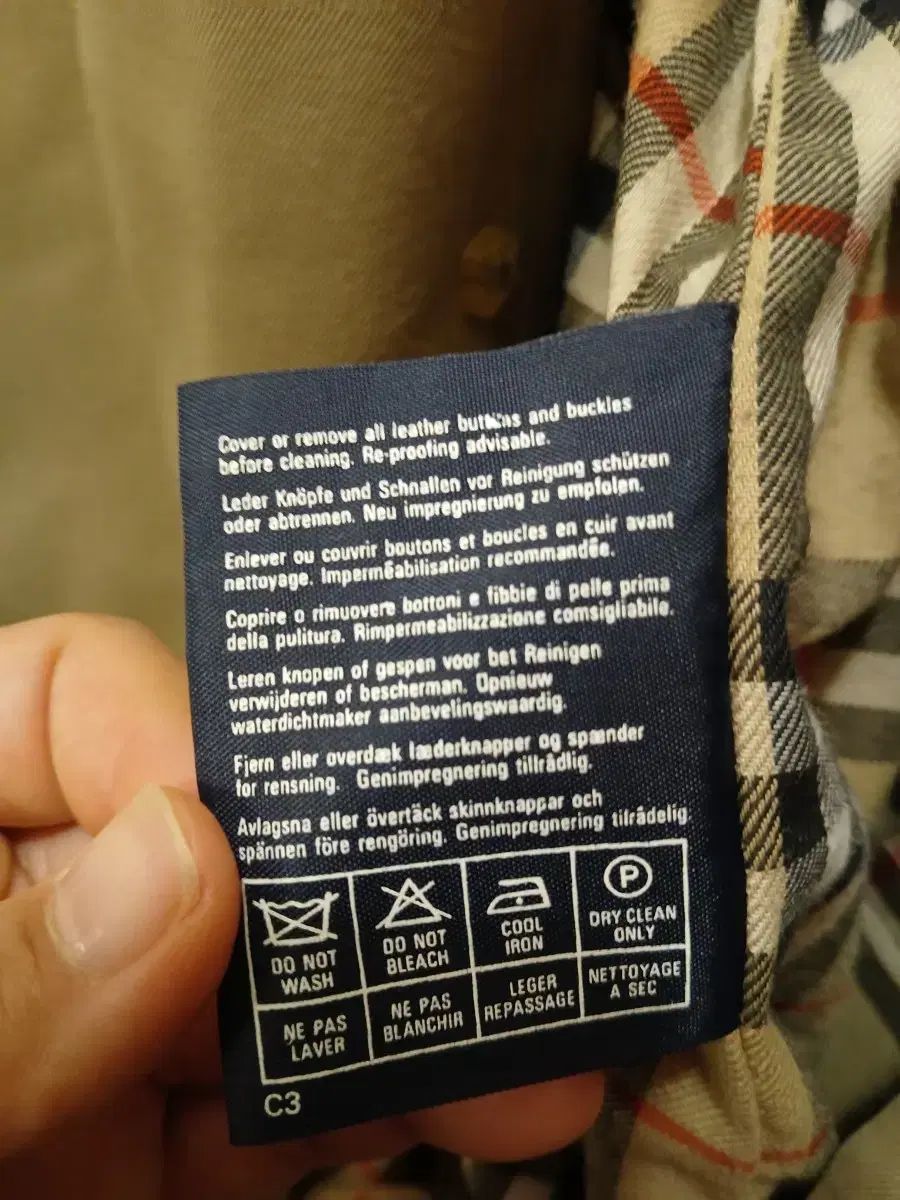 Cover or remove all leather buttons and buckles
before cleaning. Re-proofing advisable.
Leder Knöpfe und Schnallen vor Reinigung schützen
oder abtrennen. Neu impregnierung zu empfolen.
Enlever ou couvrir boutons et boucles en cuir avant
nettoyage. Imperméabilisation recommandée.
Coprire o rimuovere bottoni e fibbie di pelle prima
della pulitura. Rimpermeabilizzazione comsigliabile.
Leren knopen of gespen voor bet Reinigen
verwijderen of bescherman. Opnieuw
waterdichtmaker aanbevelingswaardig.
Fjern eller overdæk læderknapper og spænder
for rensning. Genimpregnering tillrådlig.
Avlagsna eller övertäck skinnknappar och
spännen före rengöring. Genimpregnering tilrådelig.
P
DO NOT WASH
DO NOT BLEACH
COOL IRON
DRY CLEAN ONLY
NE PAS LAVER
NE PAS BLANCHIR
LEGER REPASSAGE
NETTOYAGE A SEC
C3